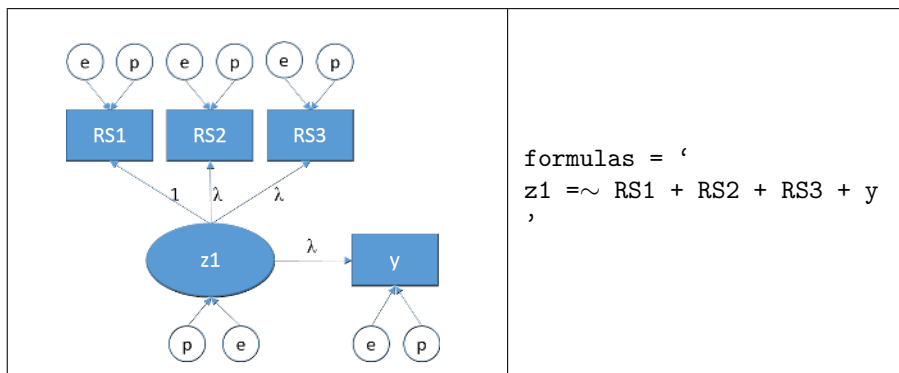 e p e p e p
RS1 RS2 RS3
1 λ λ
z1 λ y
p e e p
formulas = ‘
z1 =∼ RS1 + RS2 + RS3 + y
’